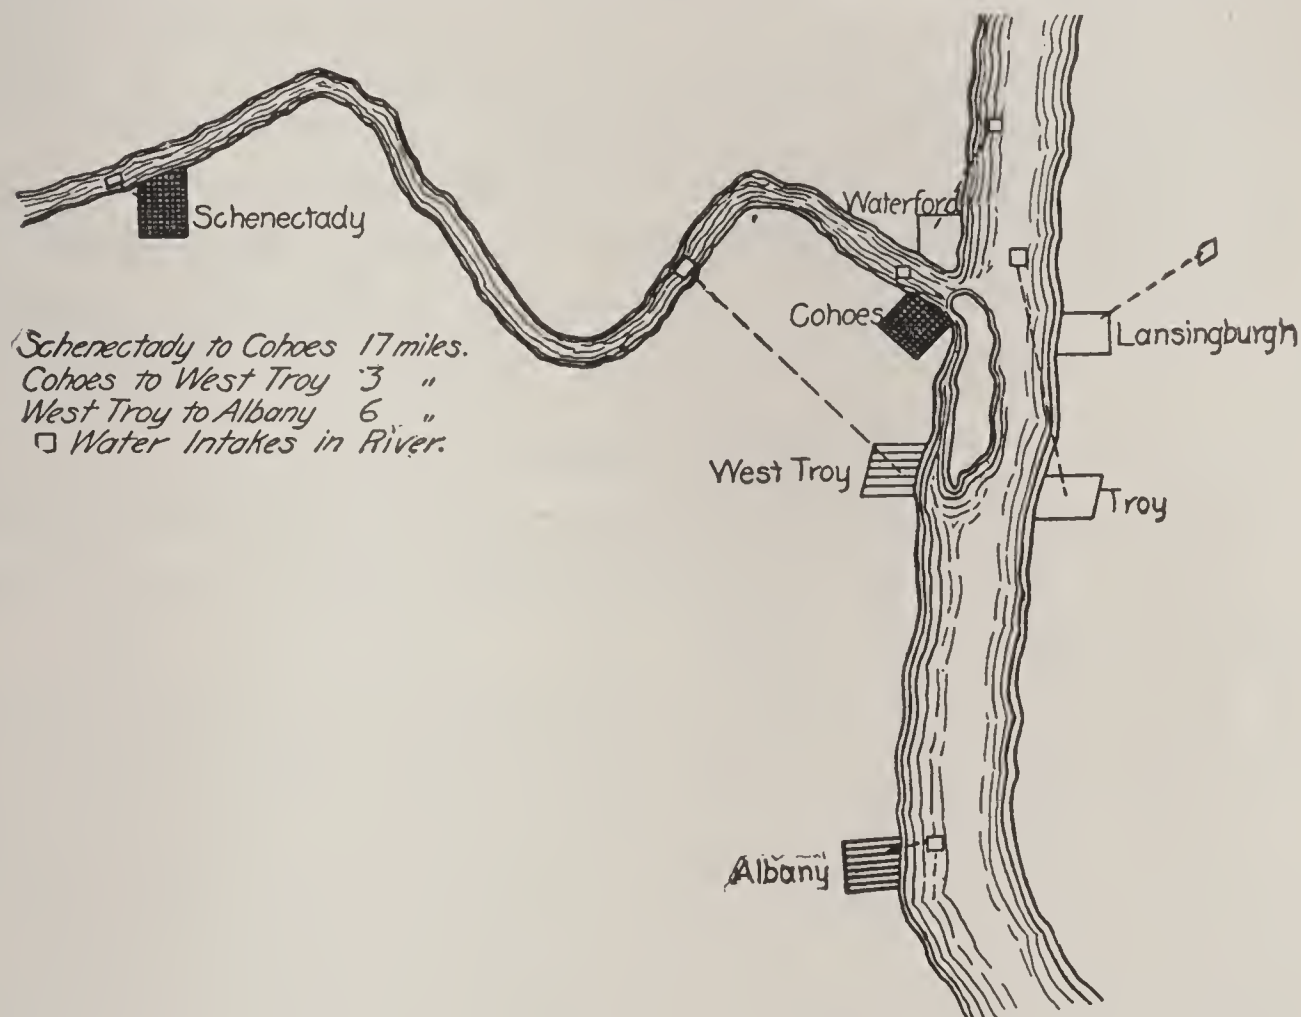 Waterford
Schenectady
Cohoes
Lansingburgh
Schenectady to Cohoes 17 miles.
Cohoes to West Troy 3 "
West Troy to Albany 6 "
Water Intakes in River.
West Troy
Troy
Albany